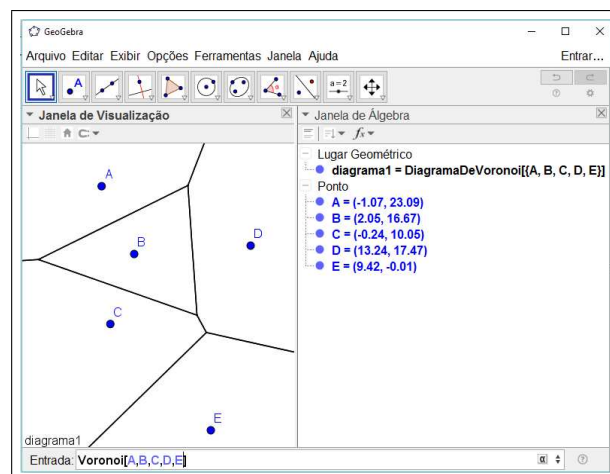 GeoGebra
Arquivo Editar Exibir Opções Ferramentas Janela Ajuda Entrar...
A
a=2
Janela de Visualização
Janela de Álgebra
Lugar Geométrico
diagrama1 = DiagramaDeVoronoi[{A, B, C, D, E}]
Ponto
A = (-1.07, 23.09)
B = (2.05, 16.67)
C = (-0.24, 10.05)
D = (13.24, 17.47)
E = (9.42, -0.01)
A
B
D
C
E
diagrama1
Entrada: Voronoi[A,B,C,D,E] α